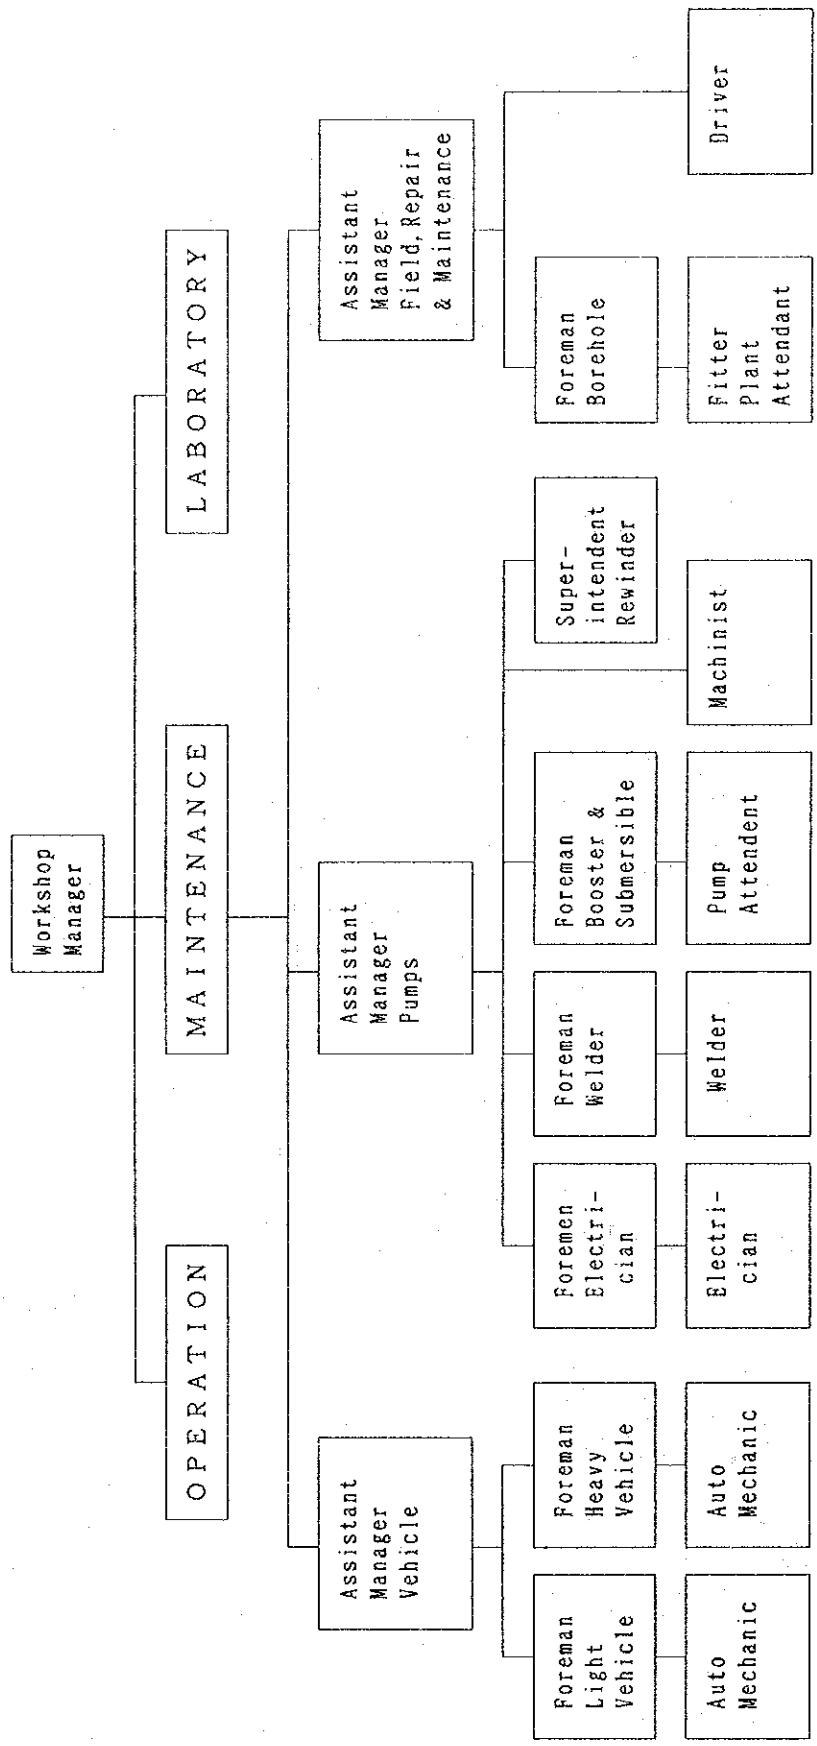 Workshop
Manager
OPERATION
MAINTENANCE
LABORATORY
Assistant
Manager
Vehicle
Assistant
Manager
Pumps
Assistant
Manager
Field, Repair
& Maintenance
Foreman
Light
Vehicle
Foreman
Heavy
Vehicle
Foremen
Electri-
cian
Foreman
Welder
Foreman
Booster &
Submersible
Super-
intendent
Rewinder
Foreman
Borehole
Auto
Mechanic
Auto
Mechanic
Electri-
cian
Welder
Pump
Attendent
Machinist
Fitter
Plant
Attendant
Driver